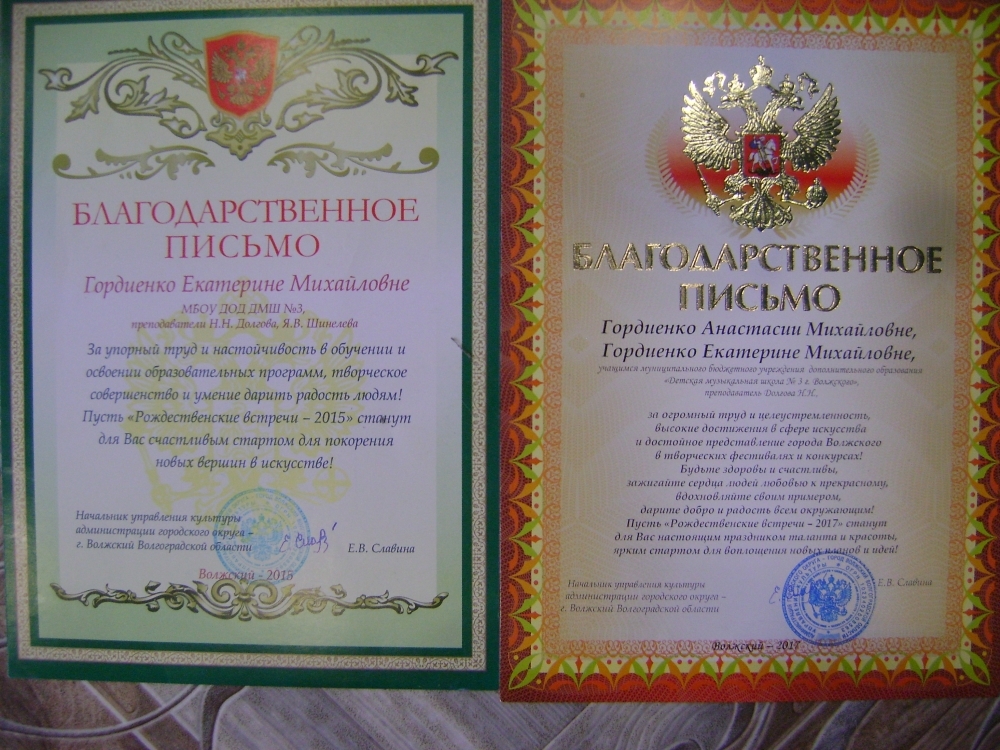 БЛАГОДАРСТВЕННОЕ
ПИСЬМО
Гордиенко Екатерине Михайловне
МБОУ ДОД ДМШ №3,
преподаватели Н.Н. Долгова, Я.В. Шинелева
За упорный труд и настойчивость в обучении и
освоении образовательных программ, творческое
совершенство и умение дарить радость людям!
Пусть «Рождественские встречи – 2015» станут
для Вас счастливым стартом для покорения
новых вершин в искусстве!
Начальник управления культуры
администрации городского округа –
г. Волжский Волгоградской области
Е.В. Славина
Волжский - 2015
БЛАГОДАРСТВЕННОЕ
ПИСЬМО
Гордиенко Анастасии Михайловне,
Гордиенко Екатерине Михайловне,
учащимся муниципального бюджетного учреждения дополнительного образования
«Детская музыкальная школа № 3 г. Волжского»,
преподаватель Долгова Н.Н.,
за огромный труд и целеустремленность,
высокие достижения в сфере искусства
и достойное представление города Волжского
в творческих фестивалях и конкурсах!
Будьте здоровы и счастливы,
зажигайте сердца людей любовью к прекрасному,
вдохновляйте своим примером,
дарите добро и радость всем окружающим!
Пусть «Рождественские встречи – 2017» станут
для Вас настоящим праздником таланта и красоты,
ярким стартом для воплощения новых планов и идей!
Начальник управления культуры
администрации городского округа –
г. Волжский Волгоградской области
Е.В. Славина
Волжский – 2017